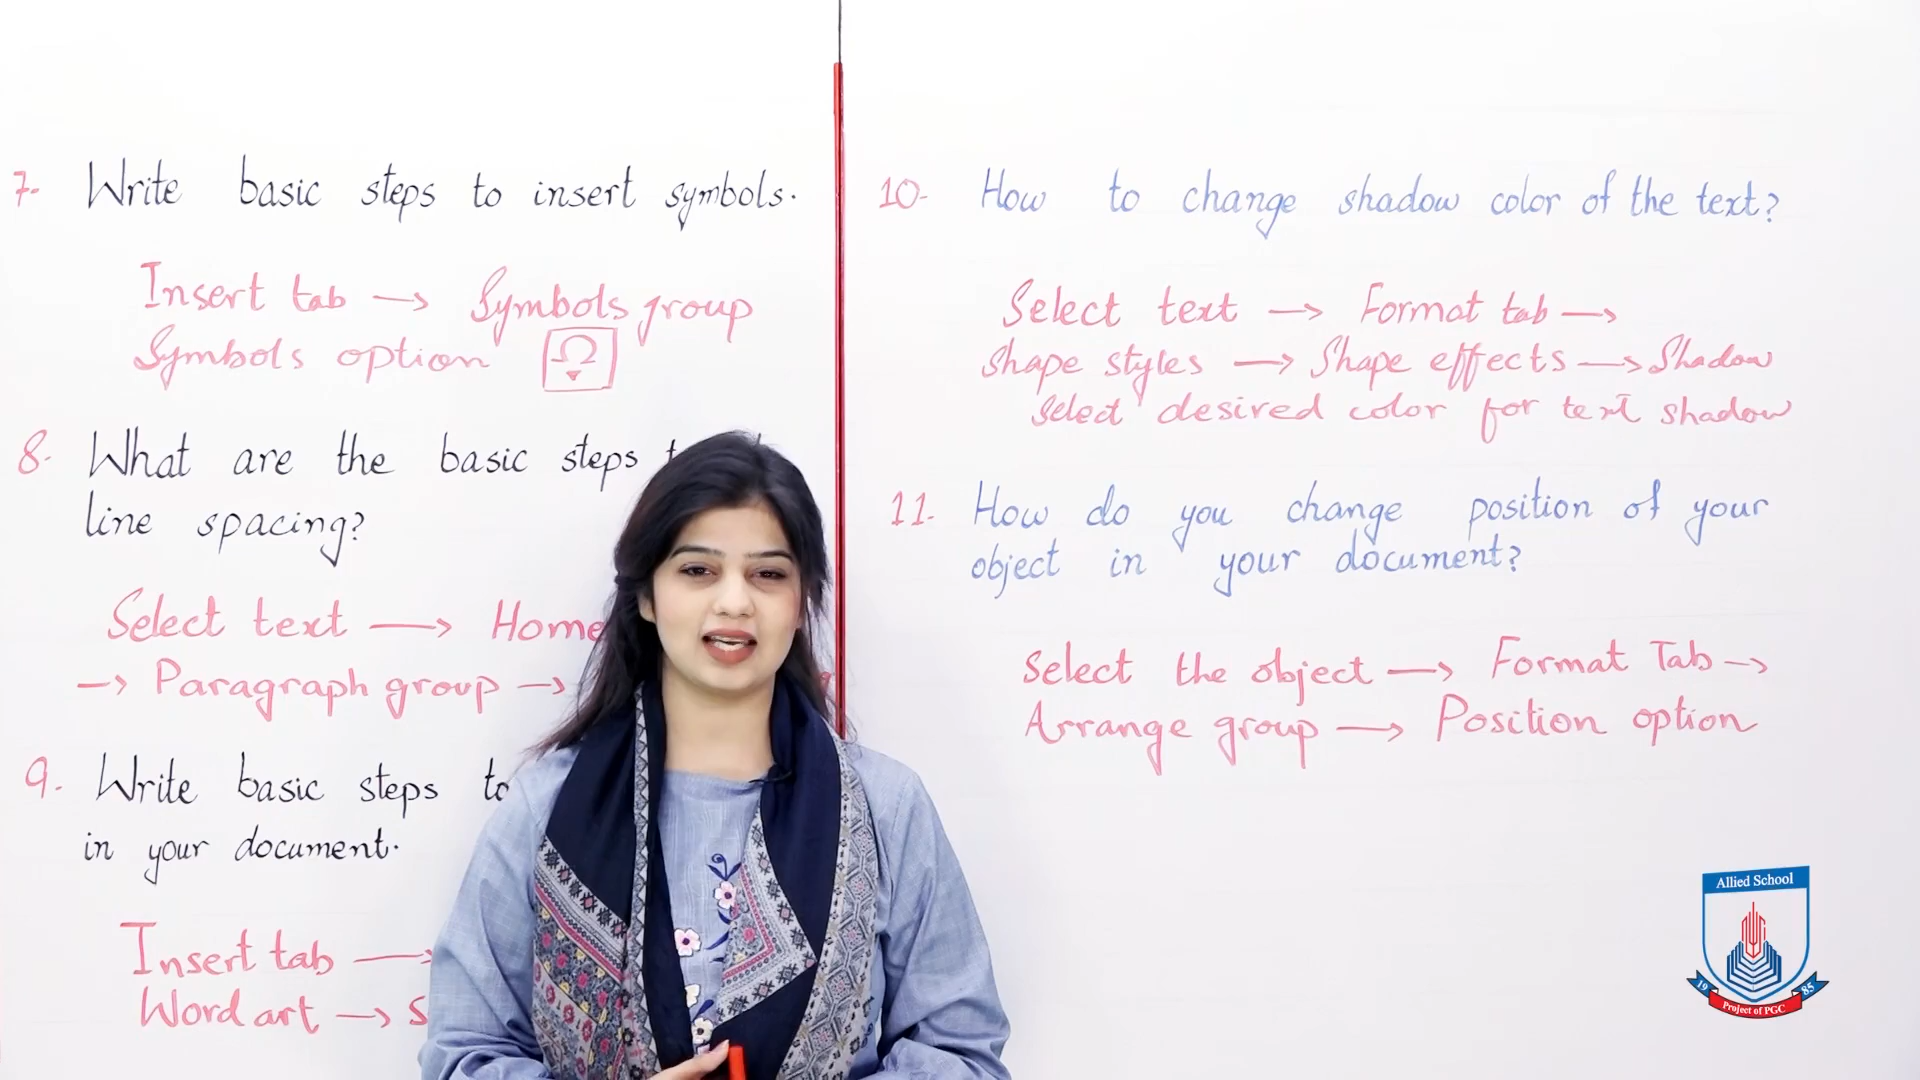 7- Write basic steps to insert symbols.
Insert tab → Symbols group
Symbols option Ω
8- What are the basic steps
line spacing?
Select text → Home
→ Paragraph group →
9- Write basic steps to
in your document.
Insert tab →
Word art →
10- How to change shadow color of the text?
Select text → Format tab →
Shape styles → Shape effects → Shadow
Select desired color for text shadow
11- How do you change position of your
object in your document?
Select the object → Format Tab →
Arrange group → Position option
Allied School
19 85
Project of PGC